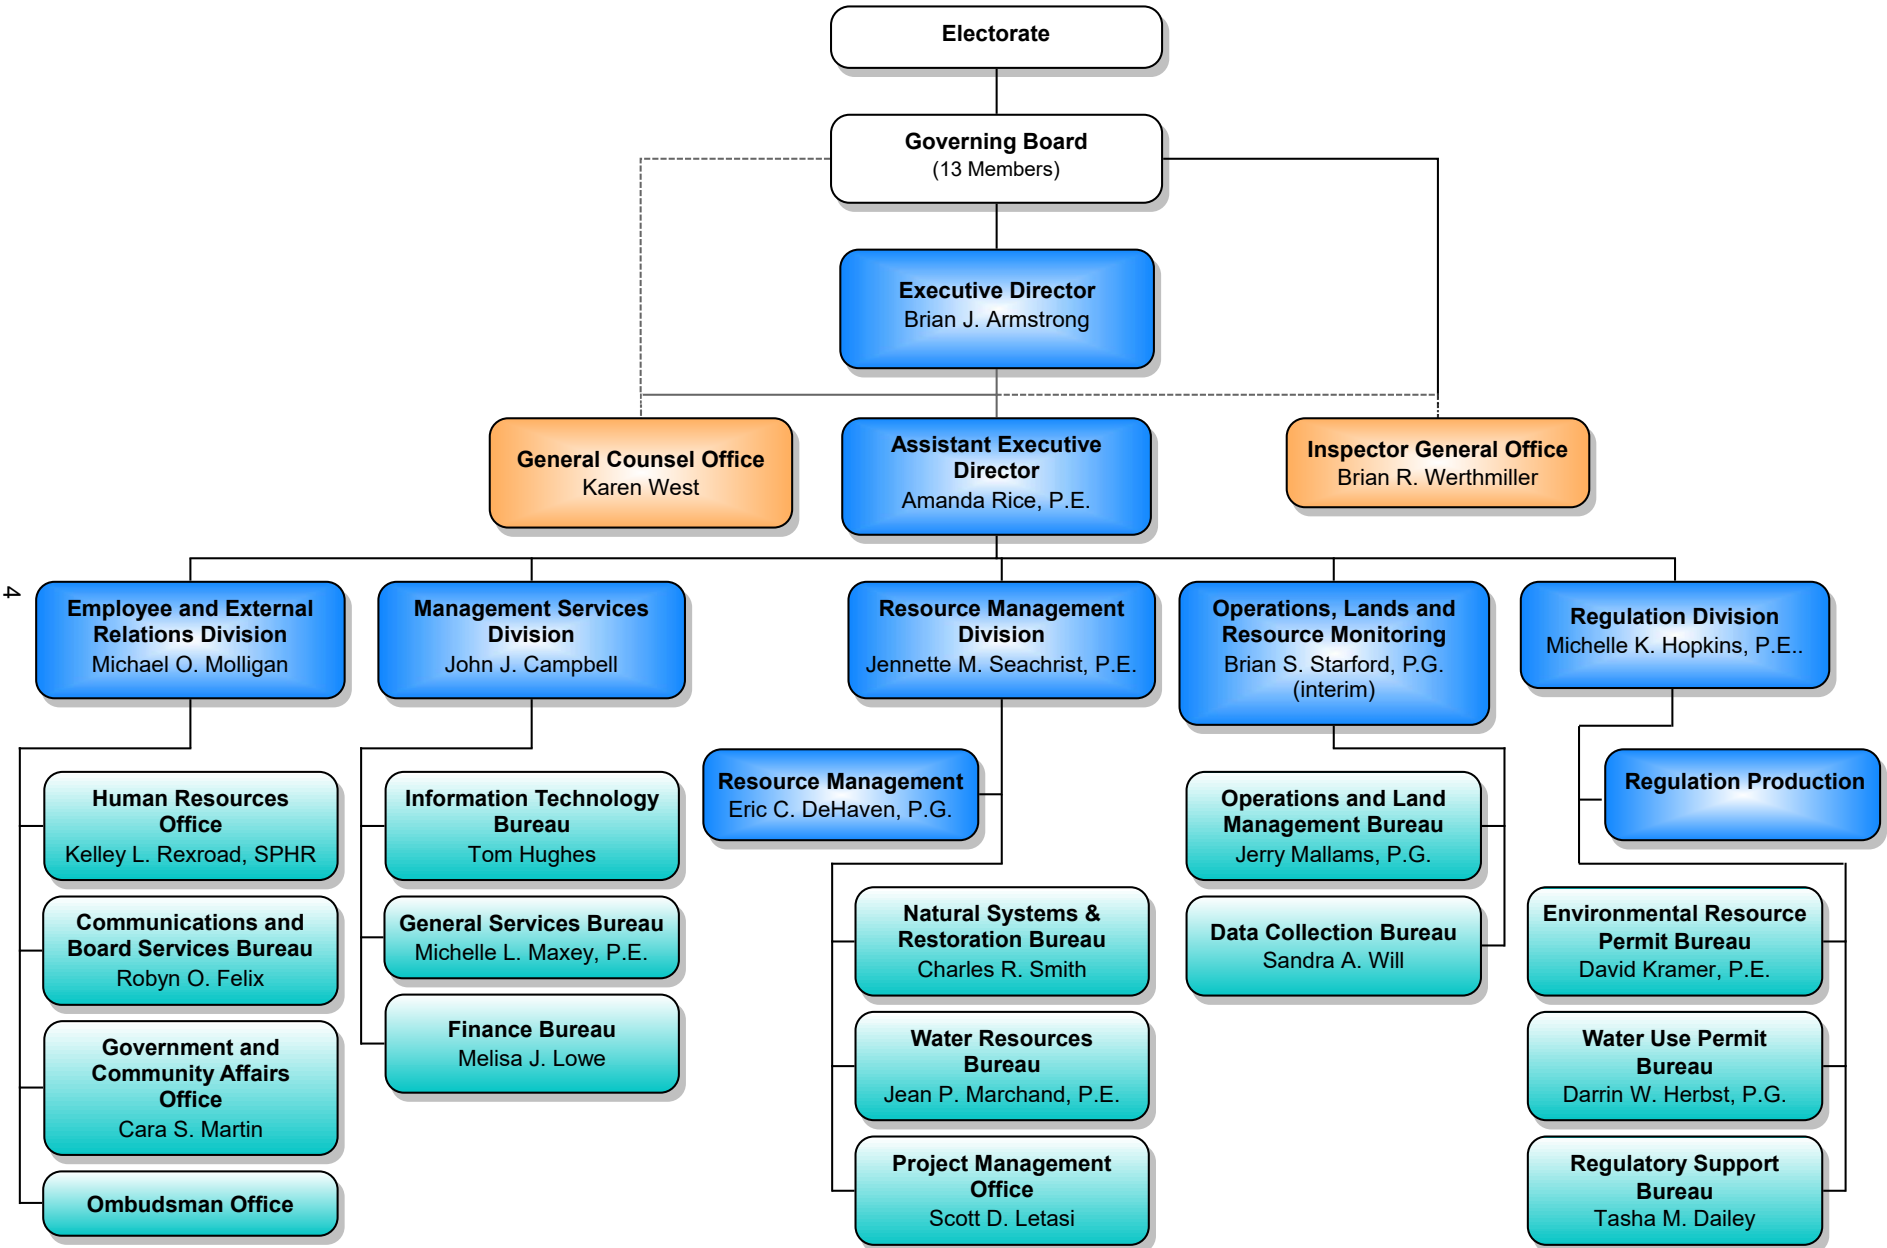 Electorate
Governing Board
(13 Members)
Executive Director
Brian J. Armstrong
General Counsel Office
Karen West
Assistant Executive
Director
Amanda Rice, P.E.
Inspector General Office
Brian R. Werthmiller
4
Employee and External
Relations Division
Michael O. Molligan
Management Services
Division
John J. Campbell
Resource Management
Division
Jennette M. Seachrist, P.E.
Operations, Lands and
Resource Monitoring
Brian S. Starford, P.G.
(interim)
Regulation Division
Michelle K. Hopkins, P.E..
Human Resources
Office
Kelley L. Rexroad, SPHR
Communications and
Board Services Bureau
Robyn O. Felix
Government and
Community Affairs
Office
Cara S. Martin
Ombudsman Office
Information Technology
Bureau
Tom Hughes
General Services Bureau
Michelle L. Maxey, P.E.
Finance Bureau
Melisa J. Lowe
Resource Management
Eric C. DeHaven, P.G.
Natural Systems &
Restoration Bureau
Charles R. Smith
Water Resources
Bureau
Jean P. Marchand, P.E.
Project Management
Office
Scott D. Letasi
Operations and Land
Management Bureau
Jerry Mallams, P.G.
Data Collection Bureau
Sandra A. Will
Regulation Production
Environmental Resource
Permit Bureau
David Kramer, P.E.
Water Use Permit
Bureau
Darrin W. Herbst, P.G.
Regulatory Support
Bureau
Tasha M. Dailey